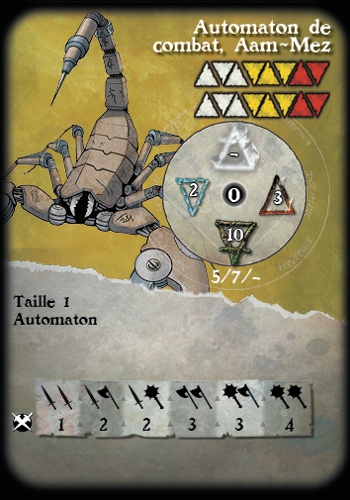 Automaton de
combat, Aam~Mez
-
2 0 3
10
5/7/-
Taille 1
Automaton
1 2 2 3 3 4